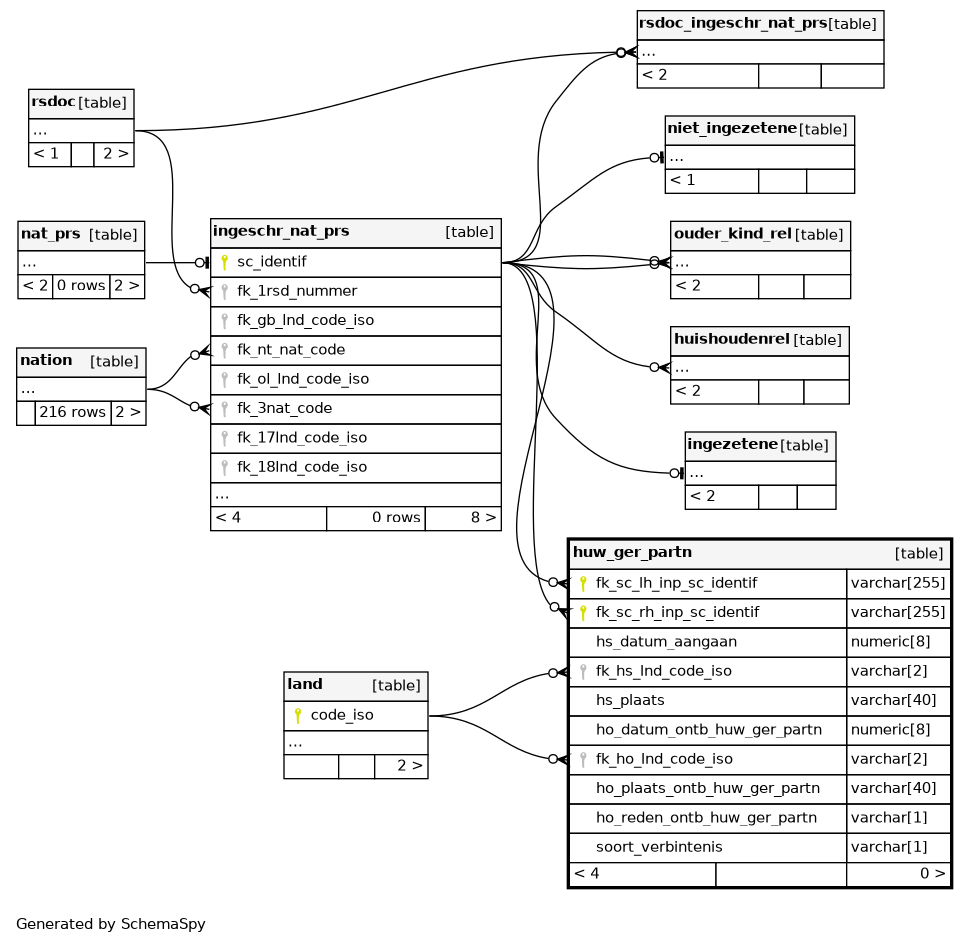 rsdoc_ingeschr_nat_prs [table]
...
< 2
rsdoc [table]
...
< 1 2 >
niet_ingezetene [table]
...
< 1
nat_prs [table]
...
< 2 0 rows 2 >
ingeschr_nat_prs [table]
sc_identif
fk_1rsd_nummer
fk_gb_lnd_code_iso
fk_nt_nat_code
fk_ol_lnd_code_iso
fk_3nat_code
fk_17lnd_code_iso
fk_18lnd_code_iso
...
< 4 0 rows 8 >
ouder_kind_rel [table]
...
< 2
nation [table]
...
216 rows 2 >
huishoudenrel [table]
...
< 2
ingezetene [table]
...
< 2
huw_ger_partn [table]
fk_sc_lh_inp_sc_identif varchar[255]
fk_sc_rh_inp_sc_identif varchar[255]
hs_datum_aangaan numeric[8]
fk_hs_lnd_code_iso varchar[2]
hs_plaats varchar[40]
ho_datum_ontb_huw_ger_partn numeric[8]
fk_ho_lnd_code_iso varchar[2]
ho_plaats_ontb_huw_ger_partn varchar[40]
ho_reden_ontb_huw_ger_partn varchar[1]
soort_verbintenis varchar[1]
< 4 0 >
land [table]
code_iso
...
2 >
Generated by SchemaSpy